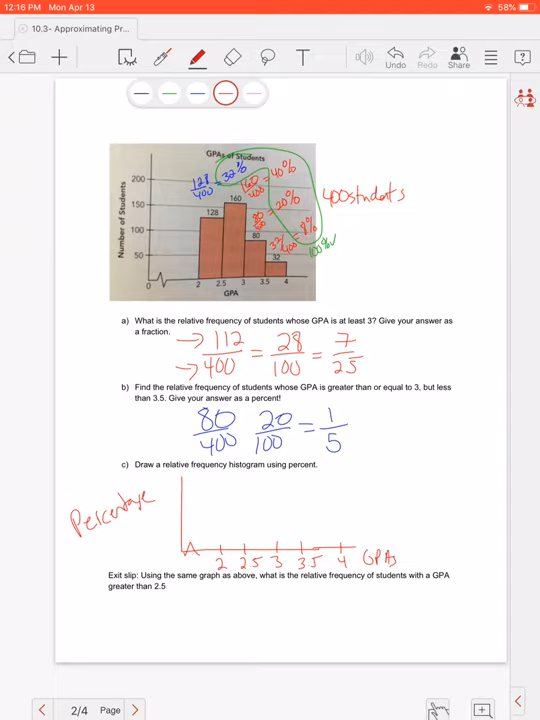 12:16 PM Mon Apr 13
58%
10.3- Approximating Pr...
T
Undo
Redo
Share
?
GPAs of Students
128/400 = 32%
160/400 = 40%
80/400 = 20%
32/400 = 8%
100% ✓
400 students
Number of Students
200
150
100
50
0
128
160
80
32
2 2.5 3 3.5 4
GPA
a) What is the relative frequency of students whose GPA is at least 3? Give your answer as
a fraction.
→ 112/→ 400 = 28/100 = 7/25
b) Find the relative frequency of students whose GPA is greater than or equal to 3, but less
than 3.5. Give your answer as a percent!
80/400 20/100 = 1/5
c) Draw a relative frequency histogram using percent.
Percentage
2 2.5 3 3.5 4 GPAs
Exit slip: Using the same graph as above, what is the relative frequency of students with a GPA
greater than 2.5
2/4 Page